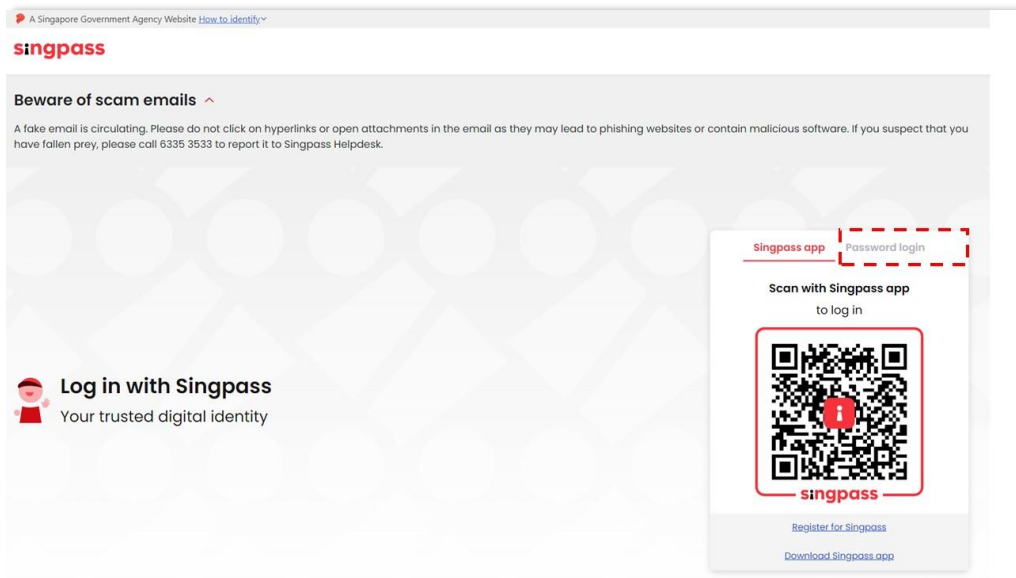 A Singapore Government Agency Website How to identify
singpass
Beware of scam emails
A fake email is circulating. Please do not click on hyperlinks or open attachments in the email as they may lead to phishing websites or contain malicious software. If you suspect that you
have fallen prey, please call 6335 3533 to report it to Singpass Helpdesk.
Singpass app Password login
Scan with Singpass app
to log in
Log in with Singpass
Your trusted digital identity
singpass
Register for Singpass
Download Singpass app